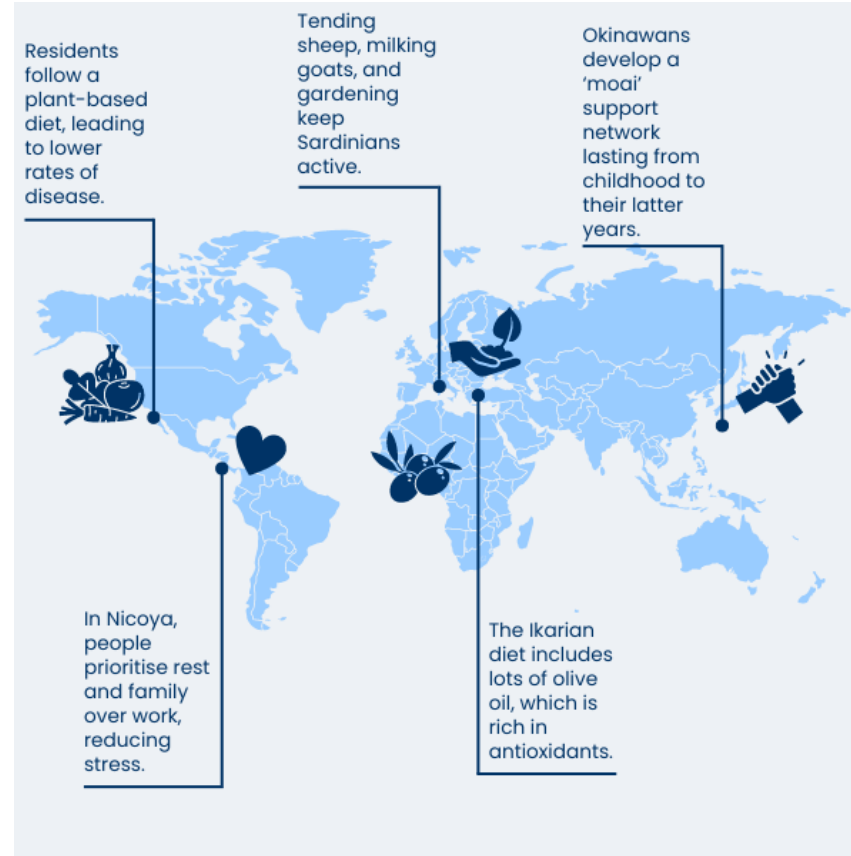 Residents
follow a
plant-based
diet, leading
to lower
rates of
disease.
Tending
sheep, milking
goats, and
gardening
keep
Sardinians
active.
Okinawans
develop a
‘moai’
support
network
lasting from
childhood to
their latter
years.
In Nicoya,
people
prioritise rest
and family
over work,
reducing
stress.
The Ikarian
diet includes
lots of olive
oil, which is
rich in
antioxidants.